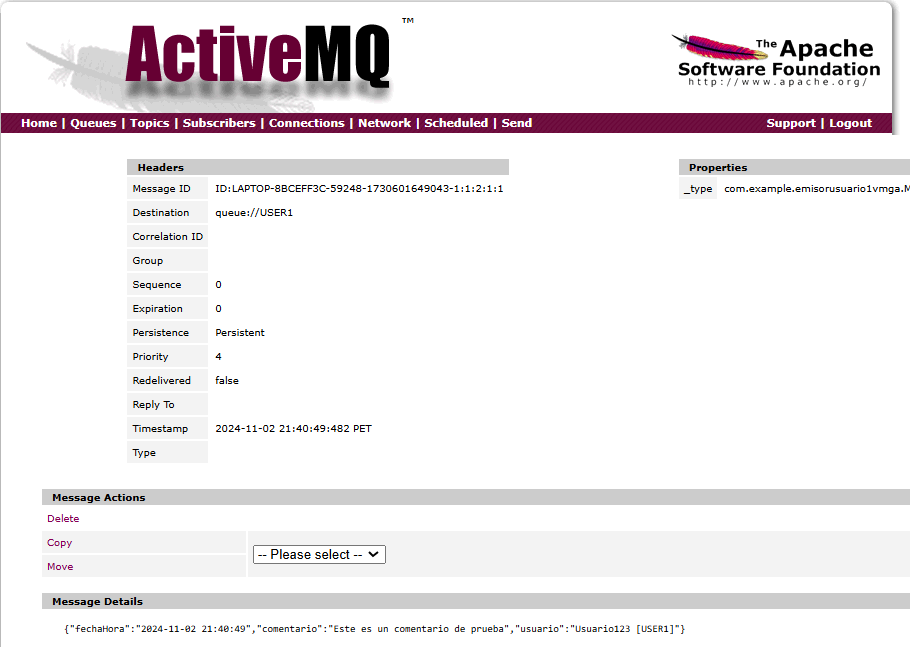 ActiveMQ ™
The Apache
Software Foundation
http://www.apache.org/
Home | Queues | Topics | Subscribers | Connections | Network | Scheduled | Send
Support | Logout
Headers
Message ID ID:LAPTOP-8BCEFF3C-59248-1730601649043-1:1:2:1:1
Destination queue://USER1
Correlation ID
Group
Sequence 0
Expiration 0
Persistence Persistent
Priority 4
Redelivered false
Reply To
Timestamp 2024-11-02 21:40:49:482 PET
Type
Properties
_type com.example.emisorusuario1vmga.M
Message Actions
Delete
Copy
Move
-- Please select --
Message Details
{"fechaHora":"2024-11-02 21:40:49","comentario":"Este es un comentario de prueba","usuario":"Usuario123 [USER1]"}